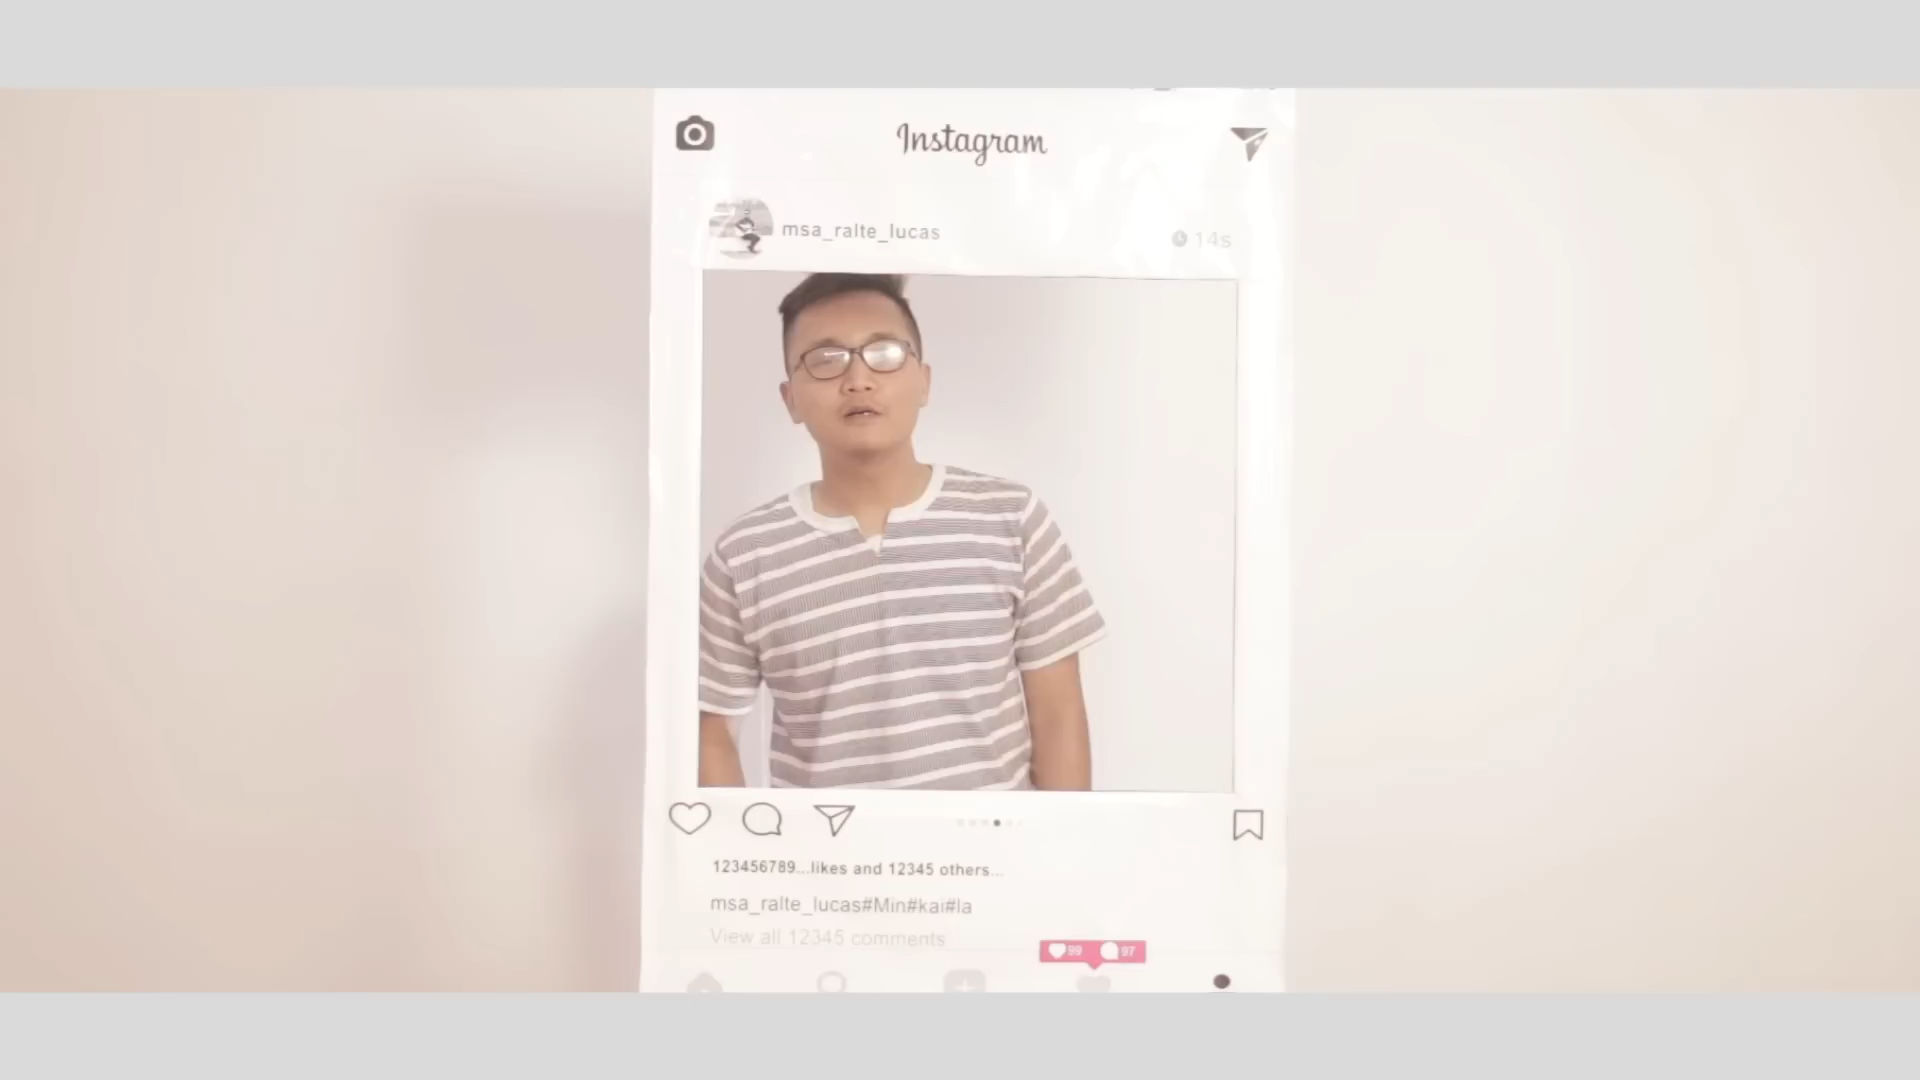 Instagram
msa_ralte_lucas
14s
123456789...likes and 12345 others...
msa_ralte_lucas#Min#kai#la
View all 12345 comments
99 97